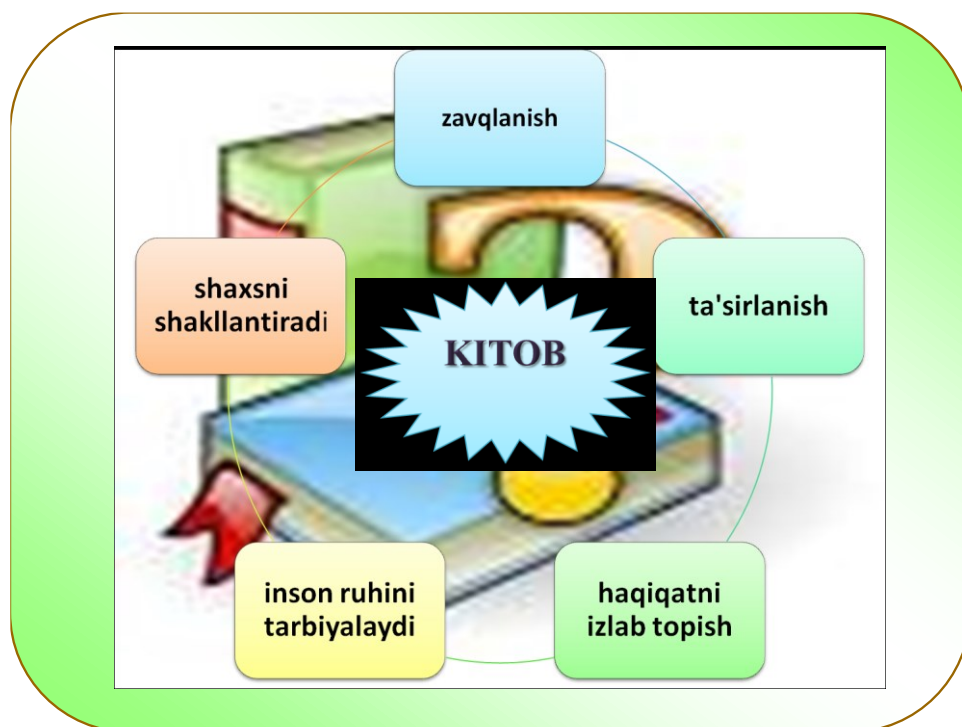 zavqlanish
shaxsni
shakllantiradi
ta'sirlanish
KITOB
inson ruhini
tarbiyalaydi
haqiqatni
izlab topish